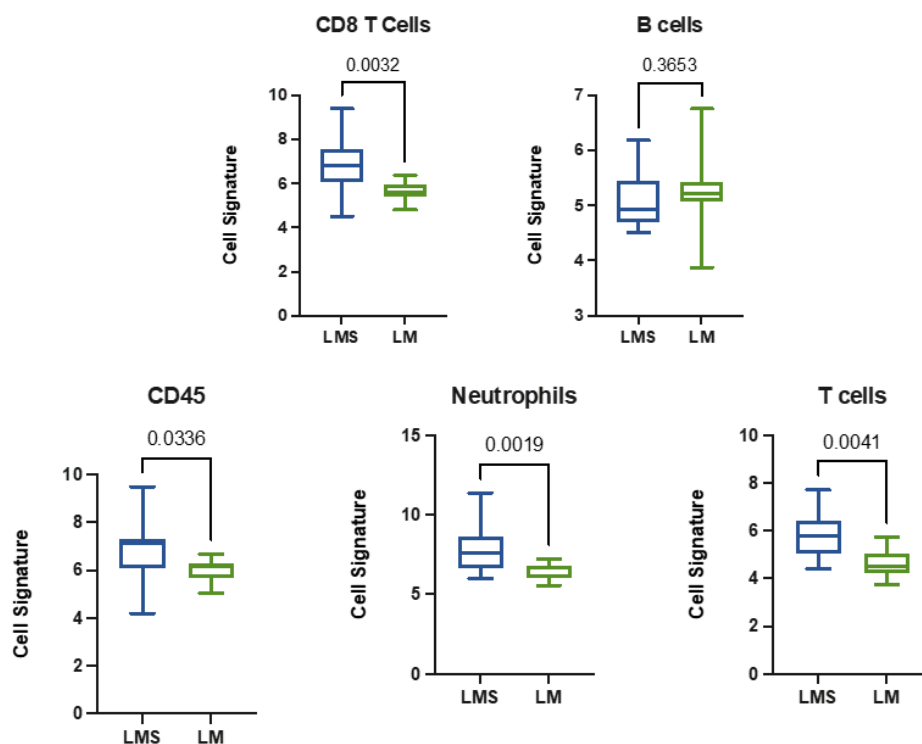 CD8 T Cells
0.0032
Cell Signature
10
8
6
4
2
0
LMS LM
B cells
0.3653
Cell Signature
7
6
5
4
3
LMS LM
CD45
0.0336
Cell Signature
10
8
6
4
2
0
LMS LM
Neutrophils
0.0019
Cell Signature
15
10
5
0
LMS LM
T cells
0.0041
Cell Signature
10
8
6
4
2
0
LMS LM